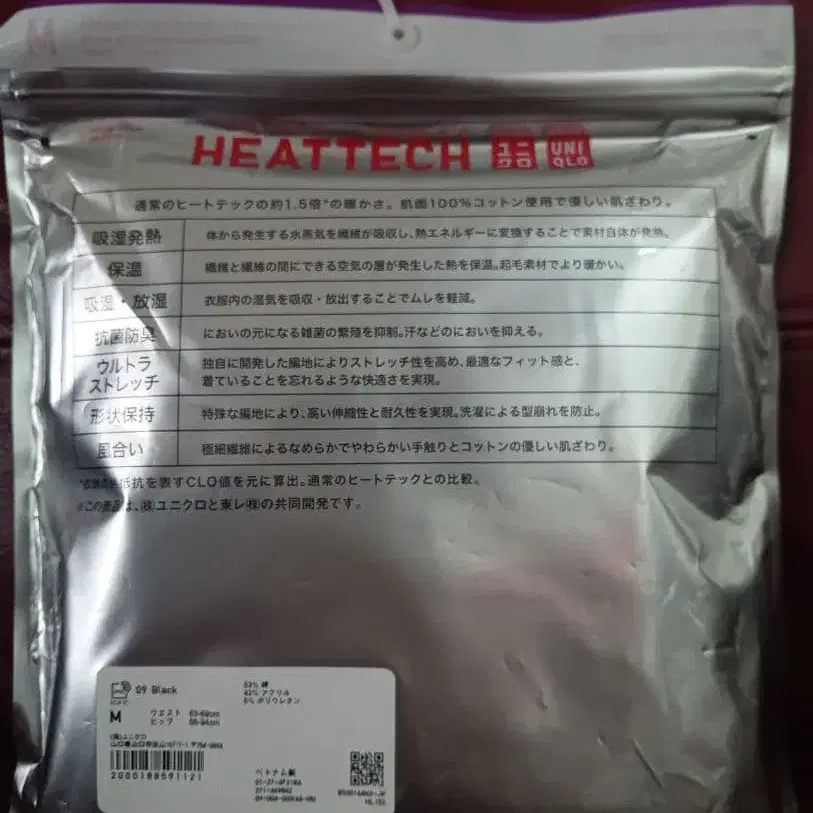 M
HEATTECH ユニクロ UNIQLO
通常のヒートテックの約1.5倍*の暖かさ。肌面100%コットン使用で優しい肌ざわり。
吸湿発熱 体から発生する水蒸気を繊維が吸収し、熱エネルギーに変換することで素材自体が発熱。
保温 繊維と繊維の間にできる空気の層が発生した熱を保温。起毛素材でより暖かい。
吸湿・放湿 衣服内の湿気を吸収・放出することでムレを軽減。
抗菌防臭 においの元になる雑菌の繁殖を抑制。汗などのにおいを抑える。
ウルトラ
ストレッチ
独自に開発した編地によりストレッチ性を高め、最適なフィット感と、
着ていることを忘れるような快適さを実現。
形状保持 特殊な編地により、高い伸縮性と耐久性を実現。洗濯による型崩れを防止。
風合い 極細繊維によるなめらかでやわらかい手触りとコットンの優しい肌ざわり。
抵抗を表すCLO値を元に算出。通常のヒートテックとの比較。
※この商品は、㈱ユニクロと東レ㈱の共同開発です。
09 Black
M
ウエスト
ヒップ
綿
アクリル
5% ポリウレタン
(株)ユニクロ
2000188591121
ベトナム製